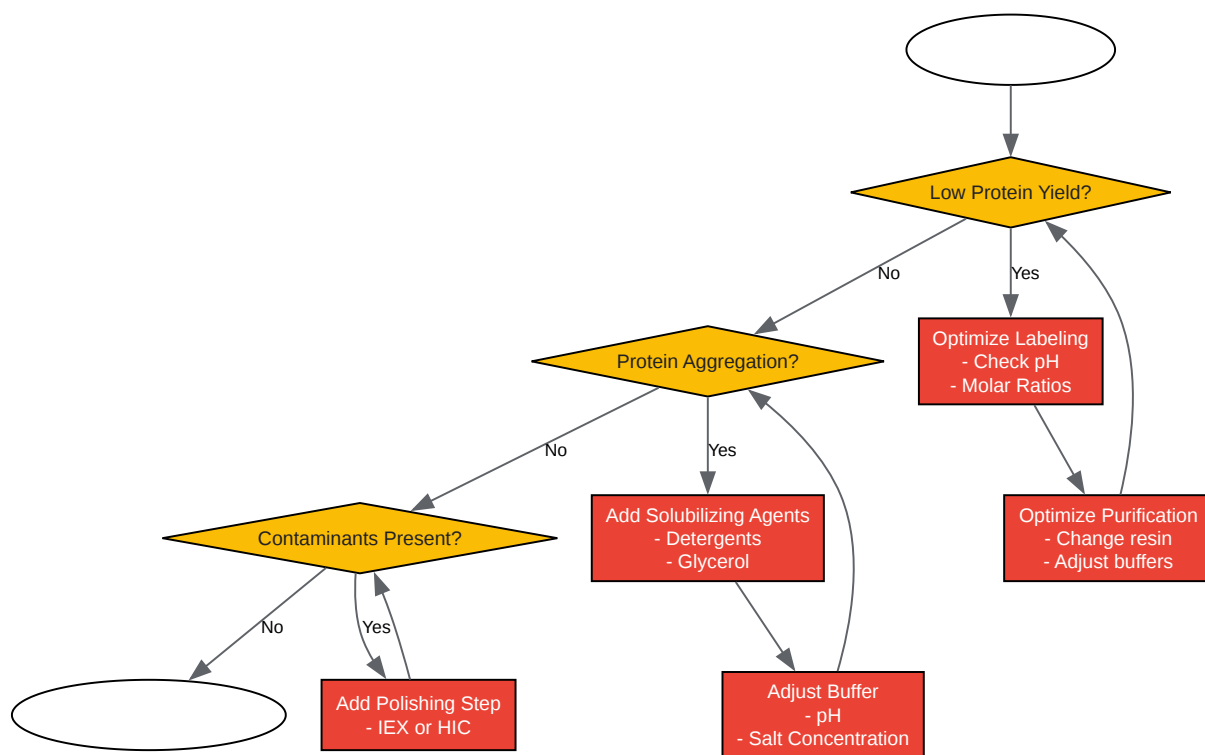 Low Protein Yield?
No
Yes
Optimize Labeling
- Check pH
- Molar Ratios
Protein Aggregation?
No
Yes
Add Solubilizing Agents
- Detergents
- Glycerol
Optimize Purification
- Change resin
- Adjust buffers
Contaminants Present?
No
Yes
Add Polishing Step
- IEX or HIC
Adjust Buffer
- pH
- Salt Concentration